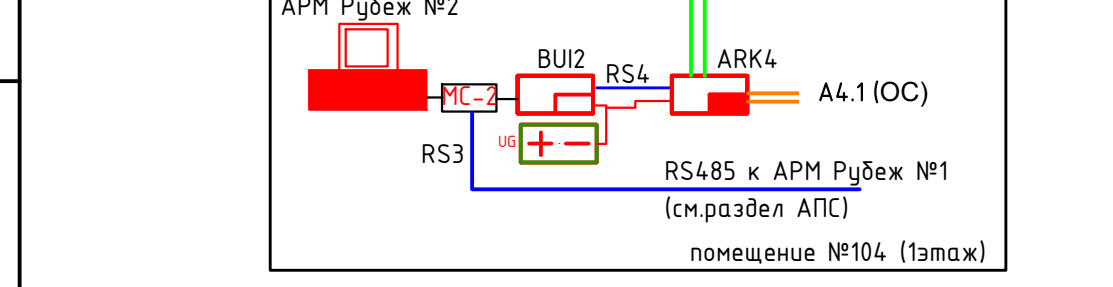 АРМ Рубеж №2
BUI2
RS4
ARK4
МС-2
А4.1 (ОС)
UG
+ -
RS3
RS485 к АРМ Рубеж №1
(см.раздел АПС)
помещение №104 (1этаж)